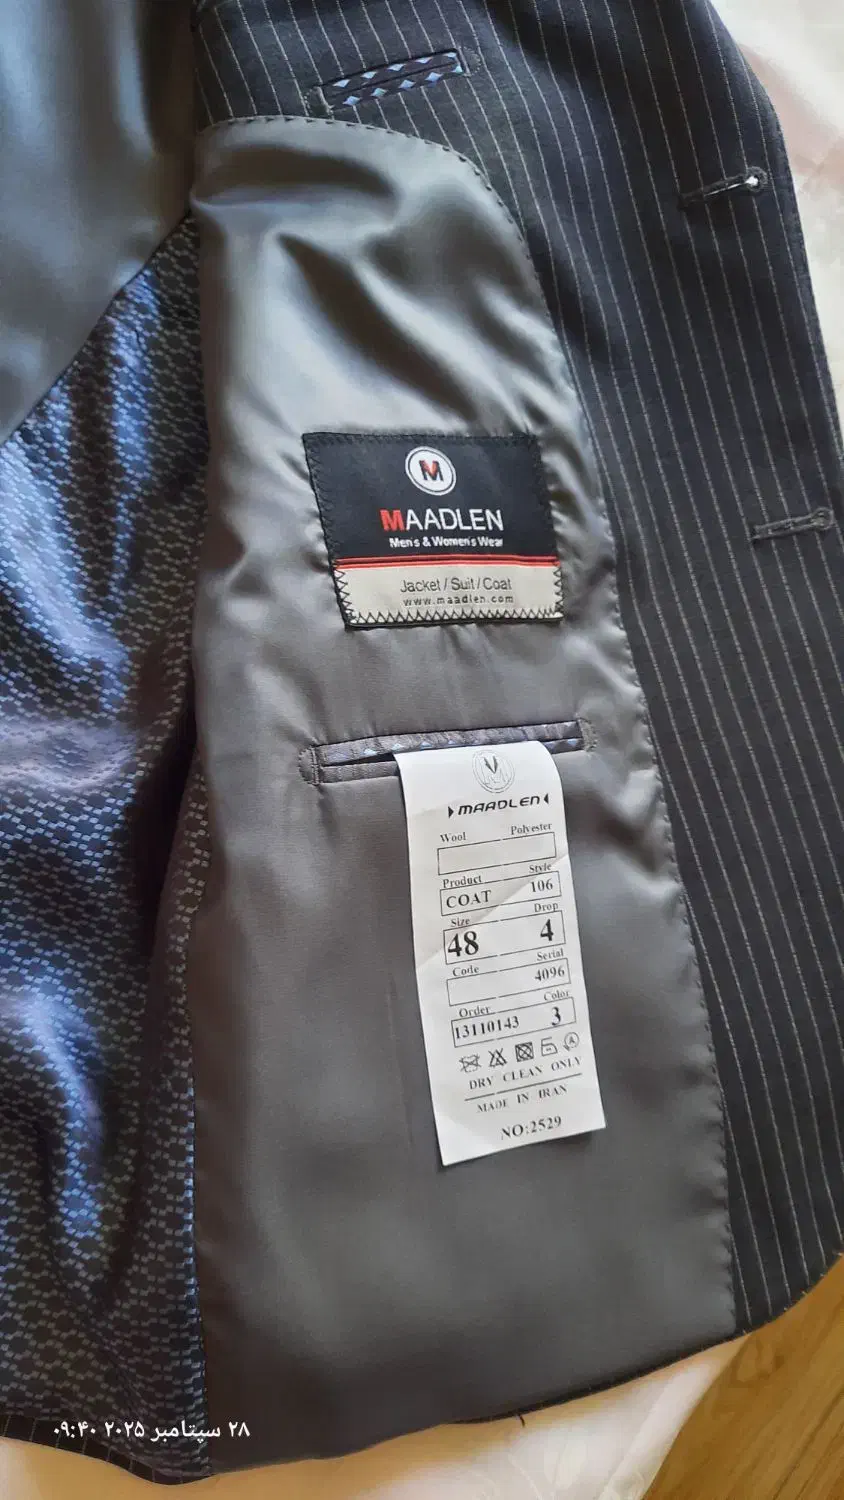 M
MAADLEN
Men's & Women's Wear
Jacket / Suit / Coat
www.maadlen.com
MAADLEN
Wool Polyester
Product Style
COAT 106
Size Drop
48 4
Code Serial
4096
Order Color
13110143 3
DRY CLEAN ONLY
MADE IN IRAN
NO:2529
۲۸ سپتامبر ۲۰۲۵ ۰۹:۴۰